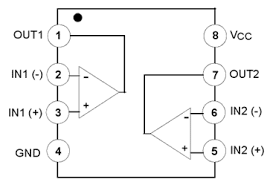 OUT1 1 8 VCC
IN1 (-) 2 - 7 OUT2
IN1 (+) 3 + - 6 IN2 (-)
GND 4 + 5 IN2 (+)